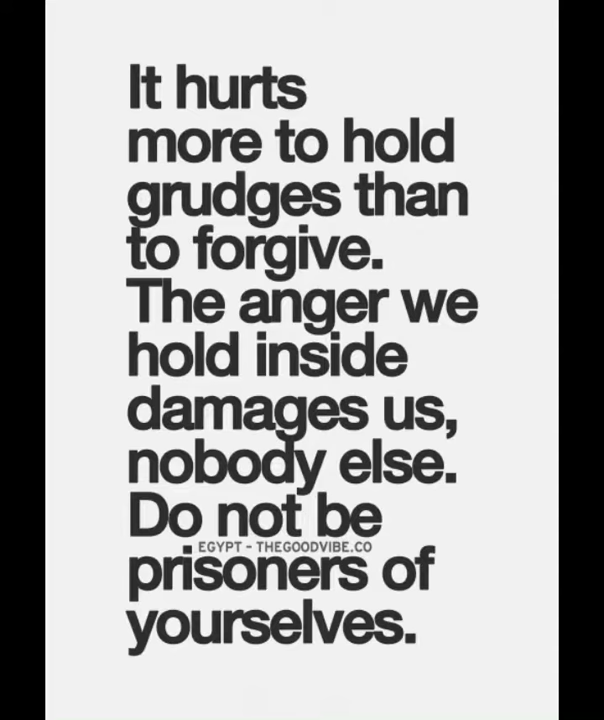 It hurts
more to hold
grudges than
to forgive.
The anger we
hold inside
damages us,
nobody else.
Do not be
EGYPT - THEGOODVIBE.CO
prisoners of
yourselves.